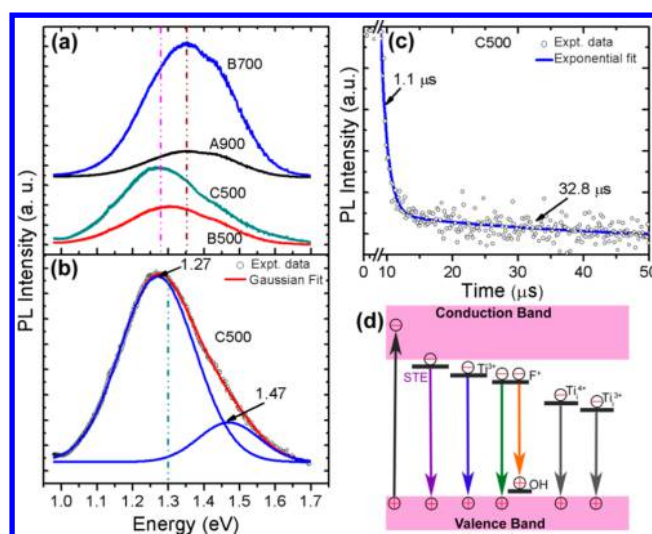 (a)
B700
A900
C500
B500
PL Intensity (a. u.)
(b)
1.27
Expt. data
Gaussian Fit
C500
1.47
1.0 1.1 1.2 1.3 1.4 1.5 1.6 1.7
Energy (eV)
(c)
C500
Expt. data
Exponential fit
1.1 μs
32.8 μs
PL Intensity (a.u.)
0 10 20 30 40 50
Time (μs)
(d)
Conduction Band
STE
Ti³⁺
F⁺
Tiᵢ⁴⁺
Tiᵢ³⁺
OH
Valence Band